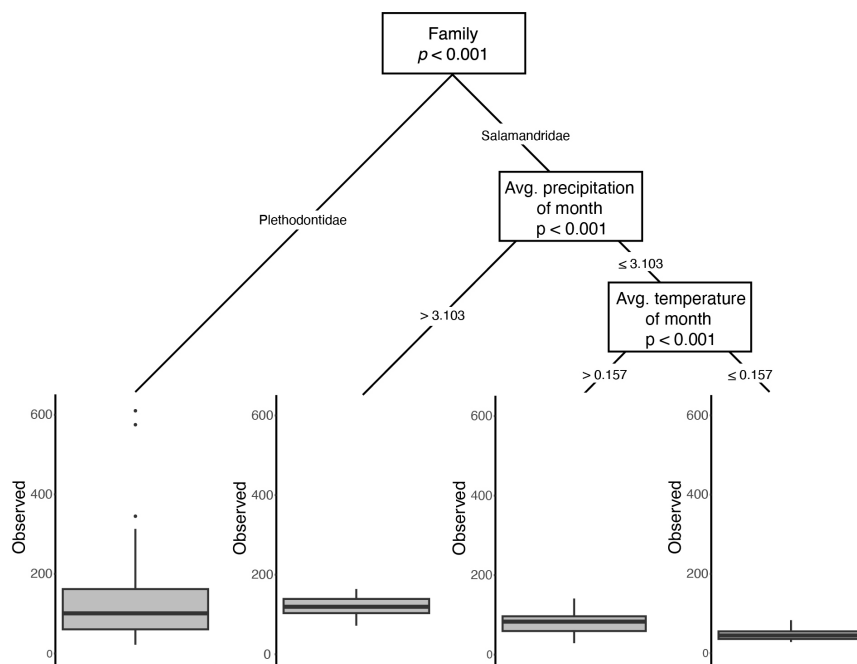 Family
p < 0.001
Salamandridae
Avg. precipitation
of month
p < 0.001
Plethodontidae
≤ 3.103
Avg. temperature
of month
p < 0.001
> 3.103
> 0.157
≤ 0.157
Observed
600
400
200
0
Observed
600
400
200
0
Observed
600
400
200
0
Observed
600
400
200
0